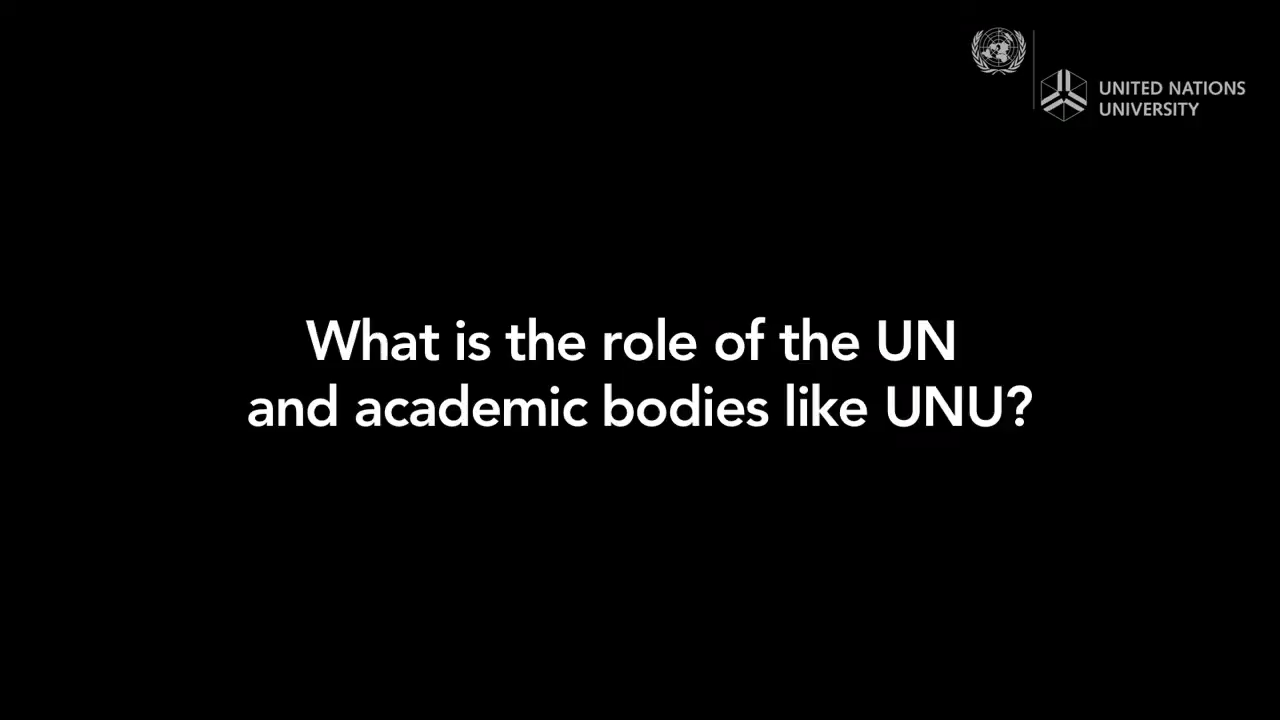 UNITED NATIONS
UNIVERSITY
What is the role of the UN
and academic bodies like UNU?